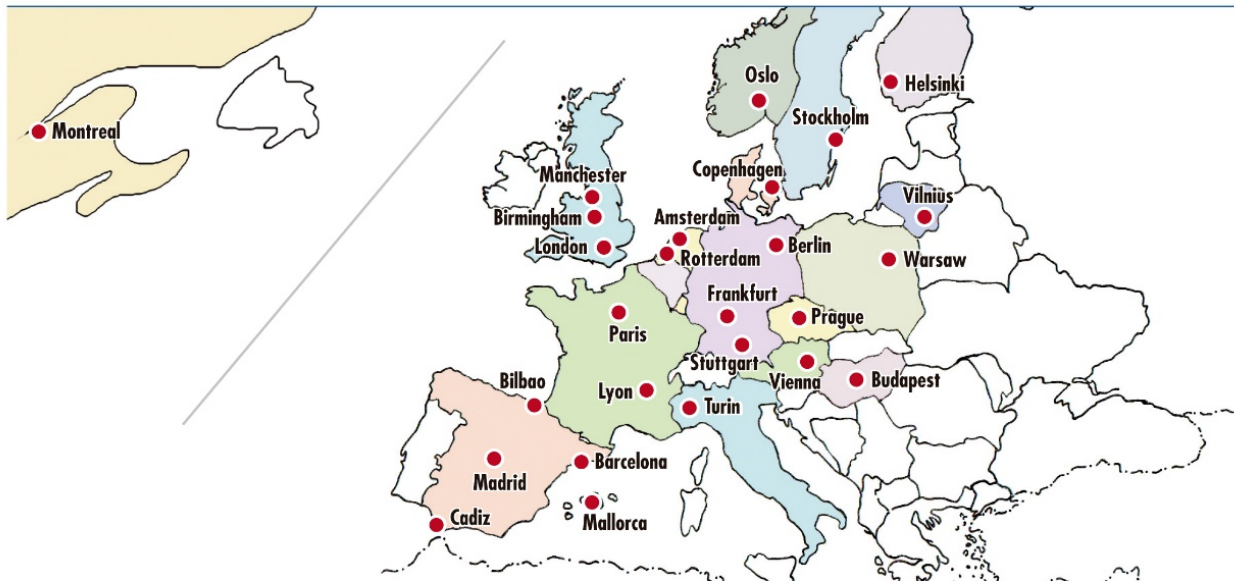 Oslo
Helsinki
Stockholm
Montreal
Manchester
Copenhagen
Vilnius
Birmingham
Amsterdam
London
Berlin
Rotterdam
Warsaw
Frankfurt
Prague
Paris
Stuttgart
Vienna
Budapest
Bilbao
Lyon
Turin
Barcelona
Madrid
Cadiz
Mallorca